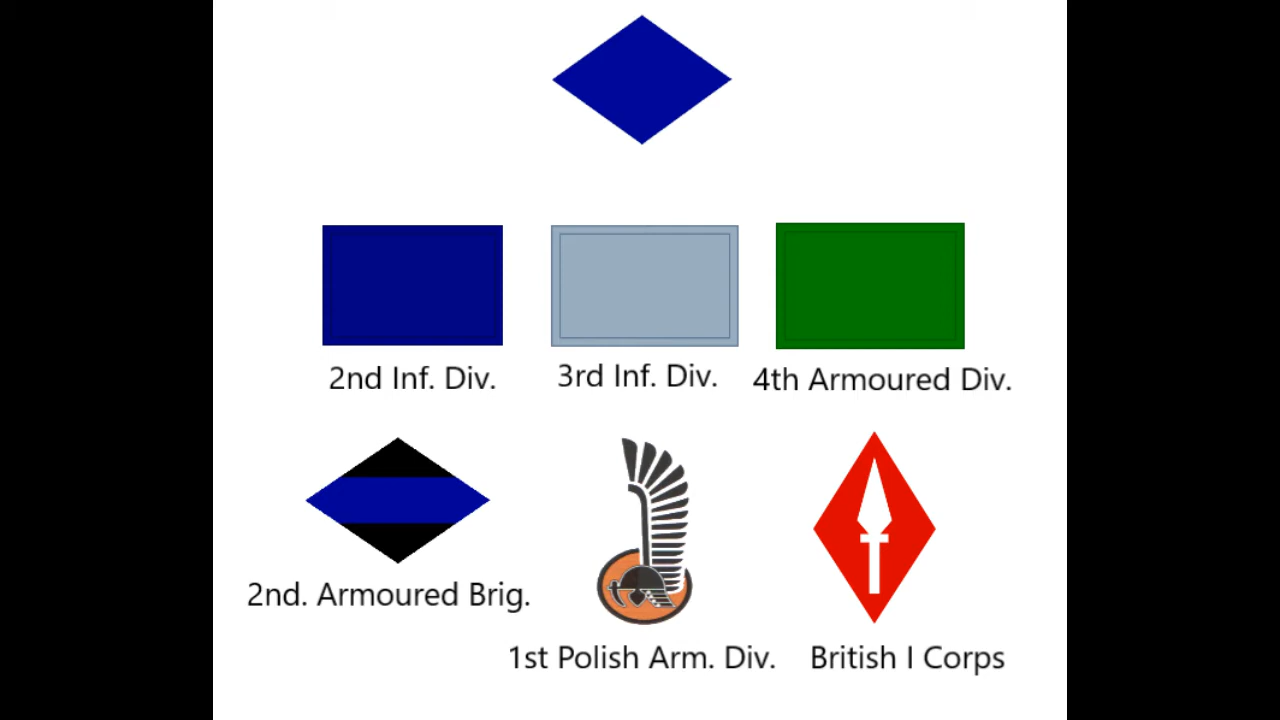 2nd Inf. Div.
3rd Inf. Div.
4th Armoured Div.
2nd. Armoured Brig.
1st Polish Arm. Div.
British I Corps